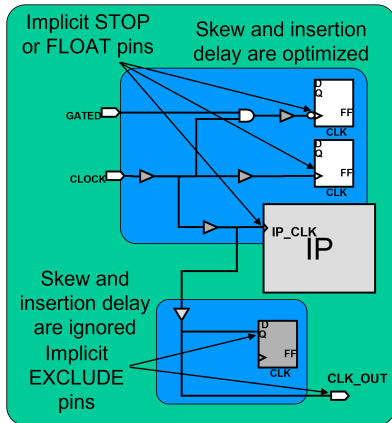 Implicit STOP
or FLOAT pins
Skew and insertion
delay are optimized
D
Q
FF
CLK
GATED
D
Q
FF
CLK
CLOCK
IP_CLK
IP
Skew and
insertion delay
are ignored
Implicit
EXCLUDE
pins
D
Q
FF
CLK
CLK_OUT